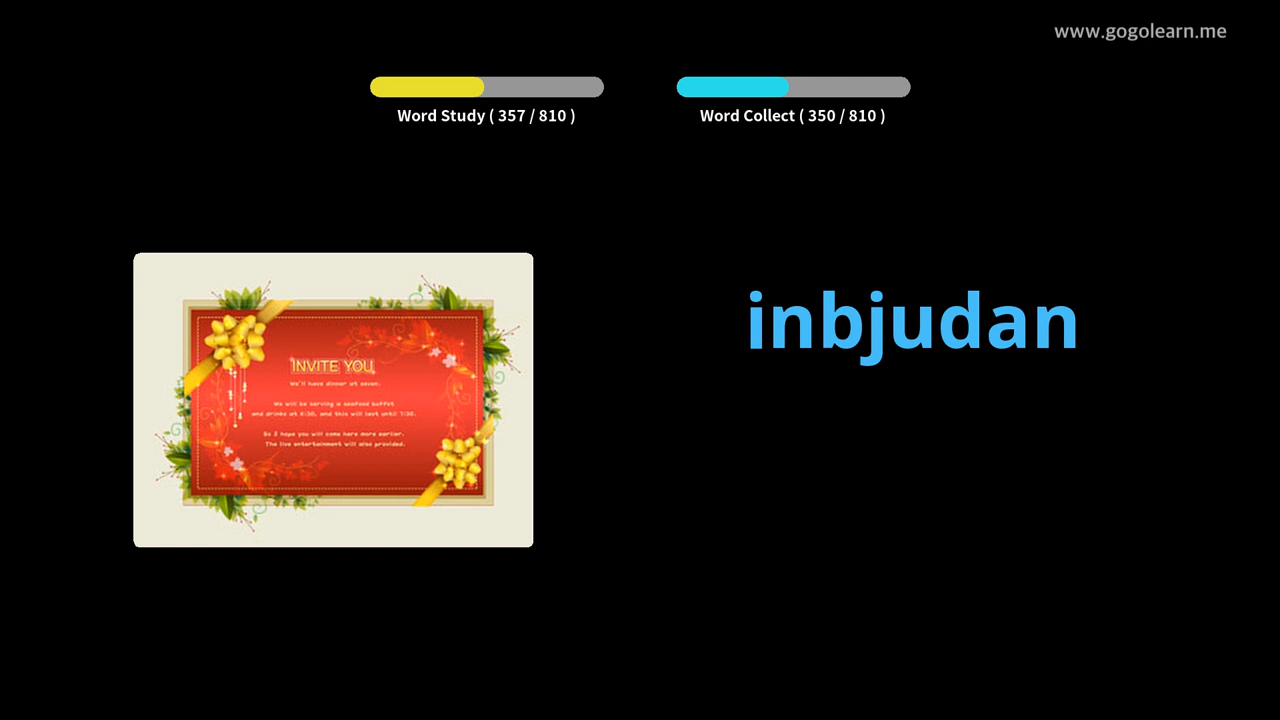 www.gogolearn.me
Word Study ( 357 / 810 )
Word Collect ( 350 / 810 )
inbjudan
INVITE YOU
We'll have dinner at seven.
We will be serving a seafood buffet
and drinks at 6:30, and this will last until 7:30.
So I hope you will come here more earlier.
The live entertainment will also provided.